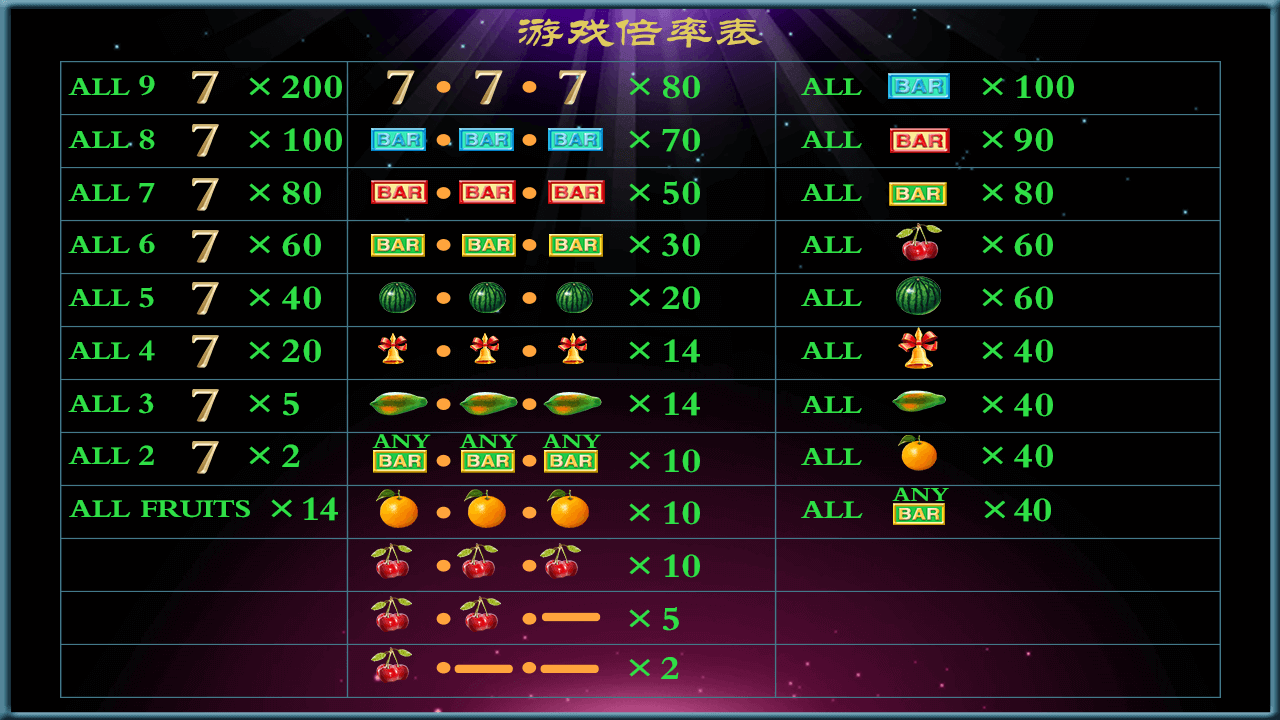 游戏倍率表
ALL 9 7 × 200 7 • 7 • 7 × 80 ALL BAR × 100
ALL 8 7 × 100 BAR • BAR • BAR × 70 ALL BAR × 90
ALL 7 7 × 80 BAR • BAR • BAR × 50 ALL BAR × 80
ALL 6 7 × 60 BAR • BAR • BAR × 30 ALL × 60
ALL 5 7 × 40 • • × 20 ALL × 60
ALL 4 7 × 20 • • × 14 ALL × 40
ALL 3 7 × 5 • • × 14 ALL × 40
ALL 2 7 × 2 ANY BAR • ANY BAR • ANY BAR × 10 ALL × 40
ALL FRUITS × 14 • • × 10 ALL ANY BAR × 40
• • × 10
• • — × 5
• — • — × 2